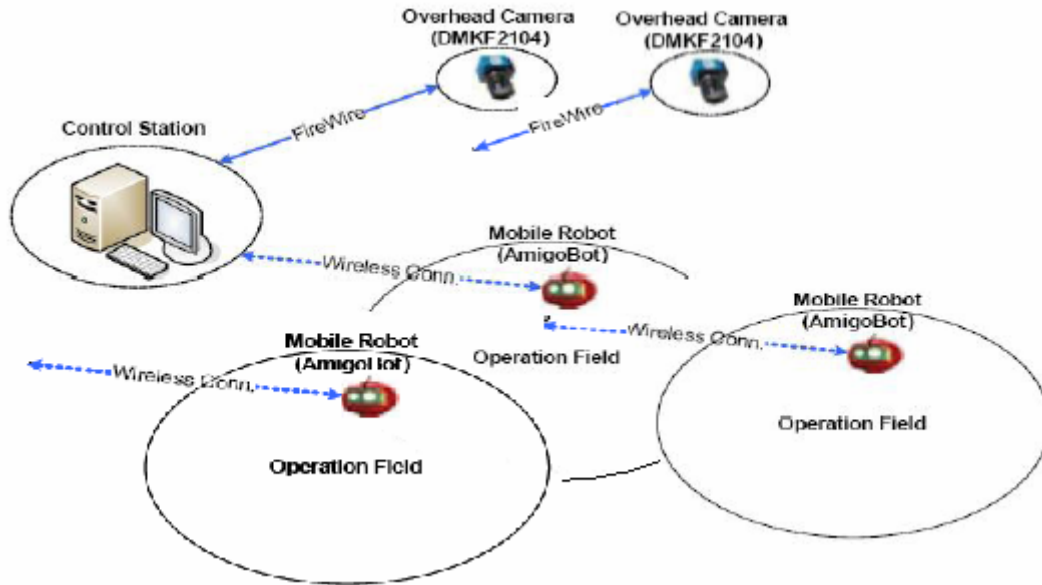 Overhead Camera
(DMKF2104)
Overhead Camera
(DMKF2104)
FireWire
FireWire
Control Station
Mobile Robot
(AmigoBot)
Wireless Conn.
Mobile Robot
(AmigoBot)
Wireless Conn.
Mobile Robot
(AmigoBot)
Operation Field
Wireless Conn.
Operation Field
Operation Field